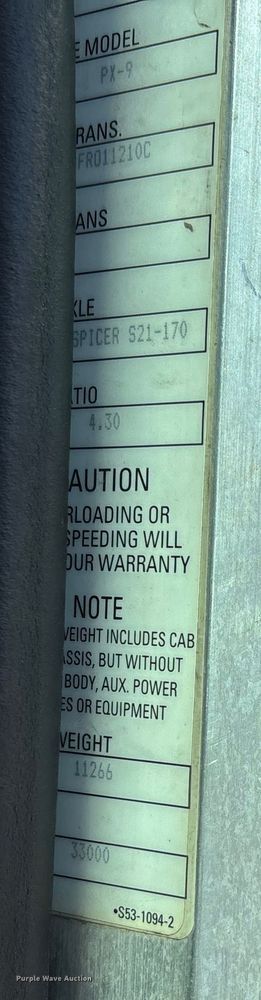 E MODEL
PX-9
RANS.
FRO11210C
ANS
XLE
SPICER S21-170
ATIO
4.30
AUTION
RLOADING OR
SPEEDING WILL
OUR WARRANTY
NOTE
WEIGHT INCLUDES CAB
ASSIS, BUT WITHOUT
BODY, AUX. POWER
ES OR EQUIPMENT
WEIGHT
11266
33000
•S53-1094-2
Purple Wave Auction